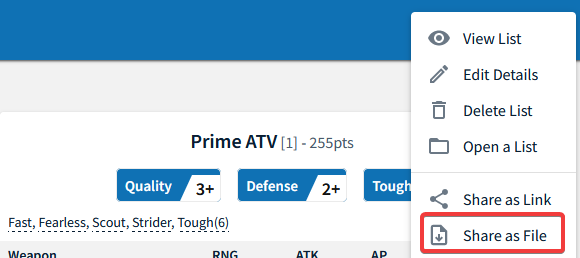 View List
Edit Details
Delete List
Open a List
Share as Link
Share as File
Prime ATV [1] - 255pts
Quality 3+ Defense 2+ Tough
Fast, Fearless, Scout, Strider, Tough(6)
Weapon RNG ATK AP